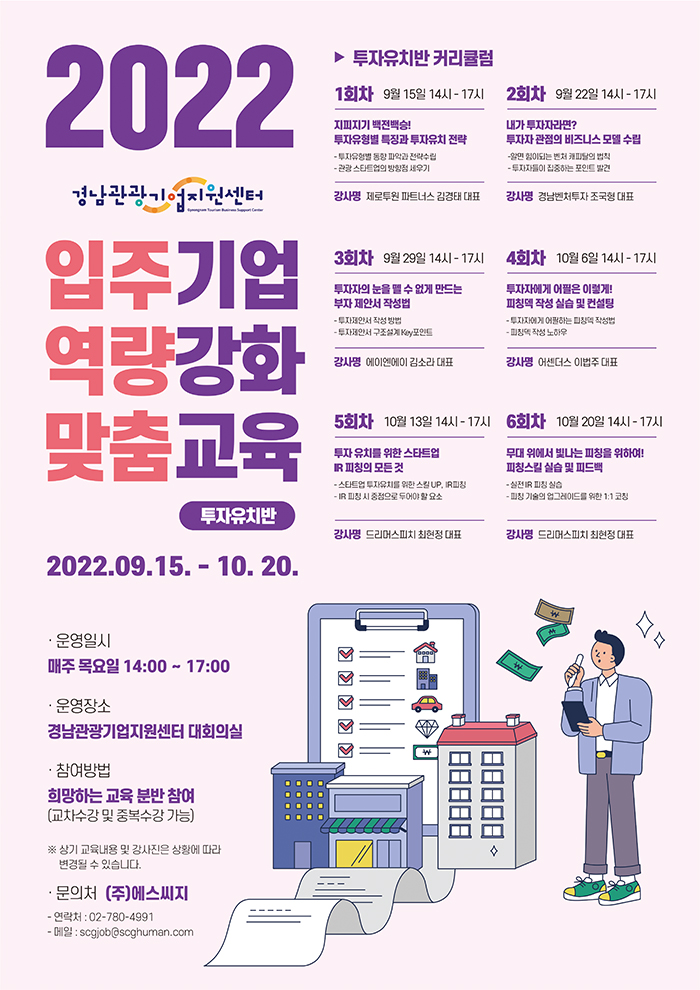 2022
경남관광기업지원센터
Gyeongnam Tourism Business Support Center
입주기업
역량강화
맞춤교육
투자유치반
2022.09.15. - 10. 20.
· 운영일시
매주 목요일 14:00 ~ 17:00
· 운영장소
경남관광기업지원센터 대회의실
· 참여방법
희망하는 교육 분반 참여
(교차수강 및 중복수강 가능)
※ 상기 교육내용 및 강사진은 상황에 따라
변경될 수 있습니다.
· 문의처 (주)에스씨지
- 연락처 : 02-780-4991
- 메일 : scgjob@scghuman.com
▶ 투자유치반 커리큘럼
1회차 9월 15일 14시 - 17시
지피지기 백전백승!
투자유형별 특징과 투자유치 전략
- 투자유형별 동향 파악과 전략수립
- 관광 스타트업의 방향점 세우기
강사명 제로투원 파트너스 김경태 대표
2회차 9월 22일 14시 - 17시
내가 투자자라면?
투자자 관점의 비즈니스 모델 수립
-알면 힘이되는 벤처 캐피탈의 법칙
- 투자자들이 집중하는 포인트 발견
강사명 경남벤처투자 조국형 대표
3회차 9월 29일 14시 - 17시
투자자의 눈을 뗄 수 없게 만드는
부자 제안서 작성법
- 투자제안서 작성 방법
- 투자제안서 구조설계 Key포인트
강사명 에이엔에이 김소라 대표
4회차 10월 6일 14시 - 17시
투자자에게 어필은 이렇게!
피칭덱 작성 실습 및 컨설팅
- 투자자에게 어팔하는 피칭덱 작성법
- 피칭덱 작성 노하우
강사명 어센더스 이법주 대표
5회차 10월 13일 14시 - 17시
투자 유치를 위한 스타트업
IR 피칭의 모든 것
- 스타트업 투자유치를 위한 스킬 UP, IR피칭
- IR 피칭 시 중점으로 두어야 할 요소
강사명 드리머스피치 최현정 대표
6회차 10월 20일 14시 - 17시
무대 위에서 빛나는 피칭을 위하여!
피칭스킬 실습 및 피드백
- 실전 IR 피칭 실습
- 피칭 기술의 업그레이드를 위한 1:1 코칭
강사명 드리머스피치 최현정 대표
₩
₩
₩
₩